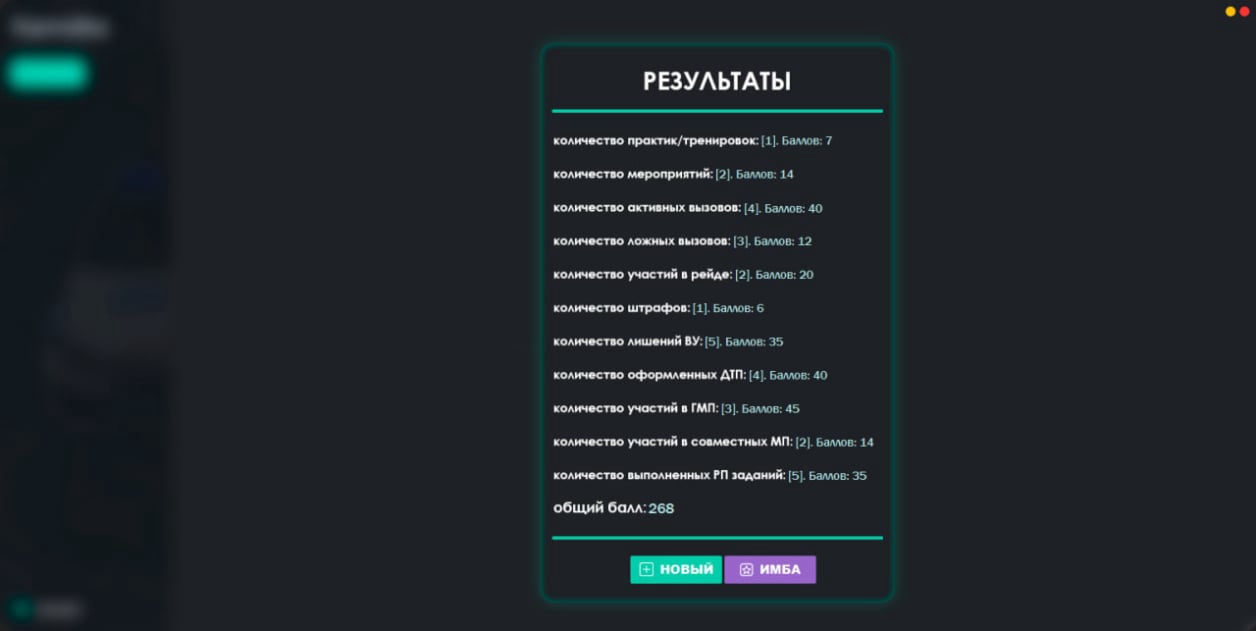 РЕЗУЛЬТАТЫ
количество практик/тренировок: [1]. Баллов: 7
количество мероприятий: [2]. Баллов: 14
количество активных вызовов: [4]. Баллов: 40
количество ложных вызовов: [3]. Баллов: 12
количество участий в рейде: [2]. Баллов: 20
количество штрафов: [1]. Баллов: 6
количество лишений ВУ: [5]. Баллов: 35
количество оформленных ДТП: [4]. Баллов: 40
количество участий в ГМП: [3]. Баллов: 45
количество участий в совместных МП: [2]. Баллов: 14
количество выполненных РП заданий: [5]. Баллов: 35
общий балл: 268
НОВЫЙ ИМБА